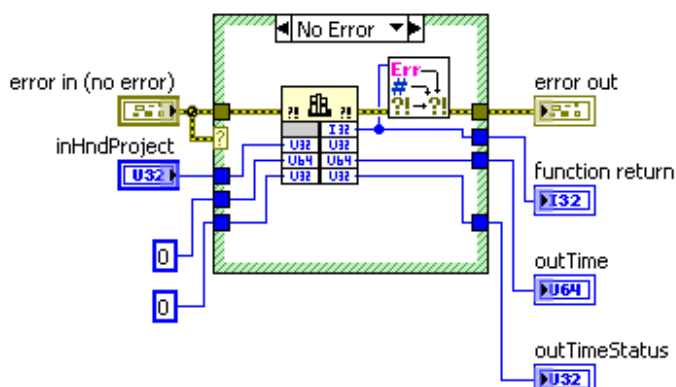 No Error
error in (no error)
Err
#
?!→?!
error out
?! ?!
?
I32
inHndProject
U32 U32
function return
U32
U64 U64
I32
U32 U32
0
outTime
U64
0
outTimeStatus
U32